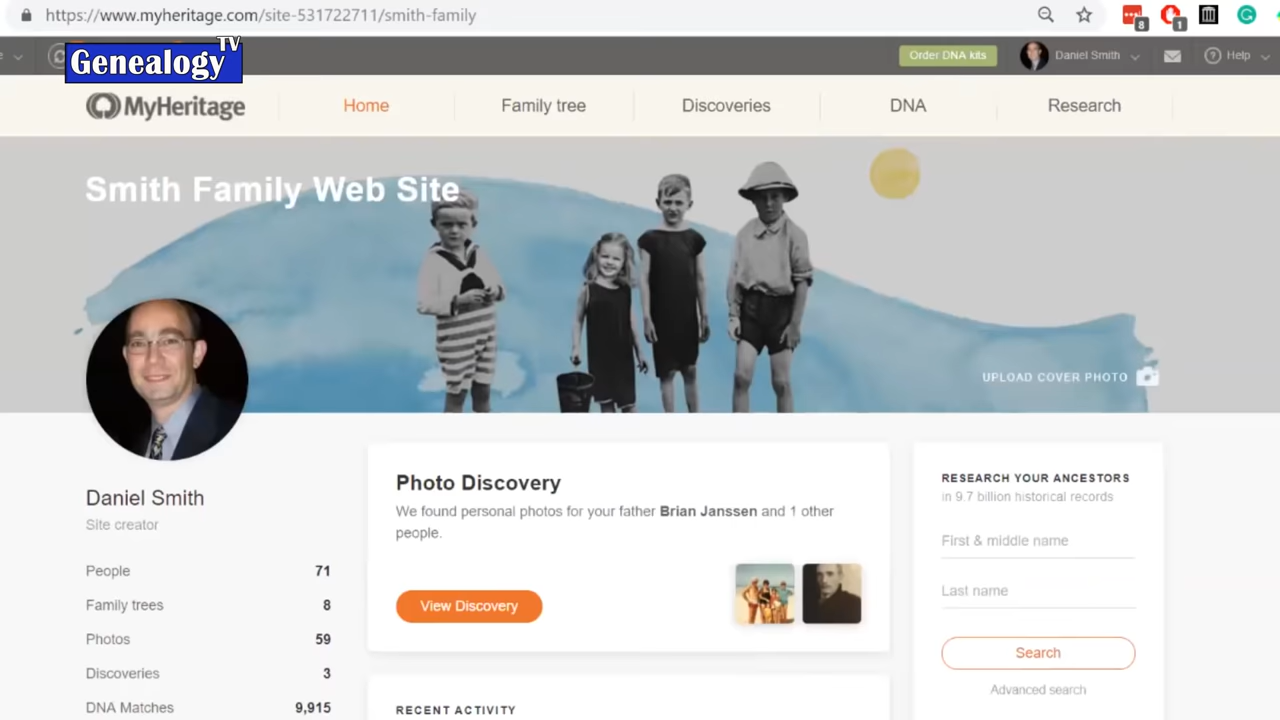 https://www.myheritage.com/site-531722711/smith-family
8
1
Genealogy TV
Order DNA kits
Daniel Smith
Help
MyHeritage
Home
Family tree
Discoveries
DNA
Research
Smith Family Web Site
UPLOAD COVER PHOTO
Daniel Smith
Site creator
People 71
Family trees 8
Photos 59
Discoveries 3
DNA Matches 9,915
Photo Discovery
We found personal photos for your father Brian Janssen and 1 other
people.
View Discovery
RECENT ACTIVITY
RESEARCH YOUR ANCESTORS
in 9.7 billion historical records
First & middle name
Last name
Search
Advanced search